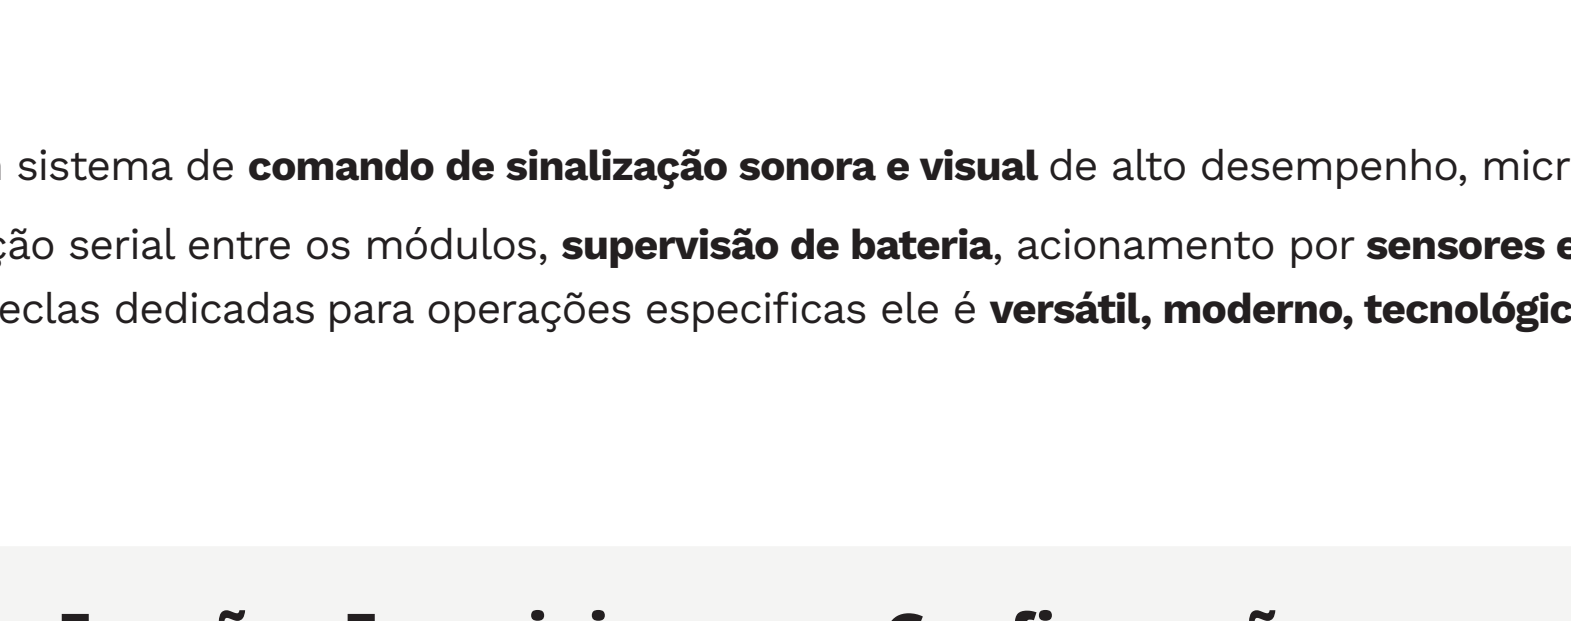 sistema de comando de sinalização sonora e visual de alto desempenho, micr
ção serial entre os módulos, supervisão de bateria, acionamento por sensores e
eclas dedicadas para operações especificas ele é versátil, moderno, tecnológic